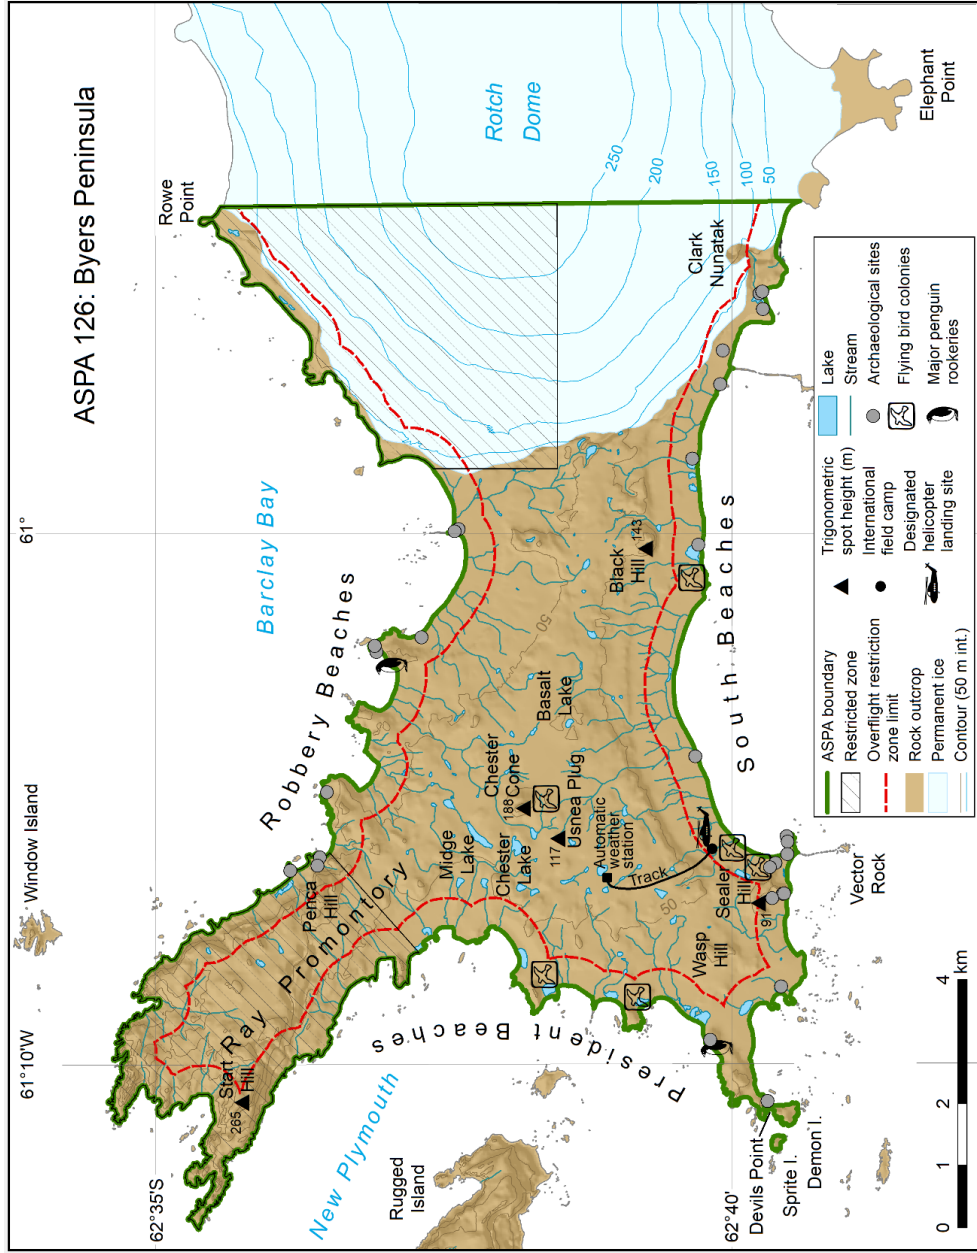 ASPA 126: Byers Peninsula
61°10'W
61°
62°35'S
62°40'
Window Island
Rowe
Point
Rotch
Dome
250
200
150
100
50
Elephant
Point
Clark
Nunatak
Barclay Bay
Robbery Beaches
Penca
Hill
Ray Promontory
Start
Hill
265
New Plymouth
Rugged
Island
President Beaches
Midge
Lake
Chester
Lake
Chester
Cone
188
Usnea Plug
117
Basalt
Lake
50
Black
Hill
143
Automatic
weather
station
Track
50
Sealer
Hill
91
Wasp
Hill
South Beaches
Vector
Rock
Devils Point
Sprite I.
Demon I.
0 1 2 4
km
ASPA boundary
Restricted zone
Overflight restriction
zone limit
Rock outcrop
Permanent ice
Contour (50 m int.)
Trigonometric
spot height (m)
International
field camp
Designated
helicopter
landing site
Lake
Stream
Archaeological sites
Flying bird colonies
Major penguin
rookeries